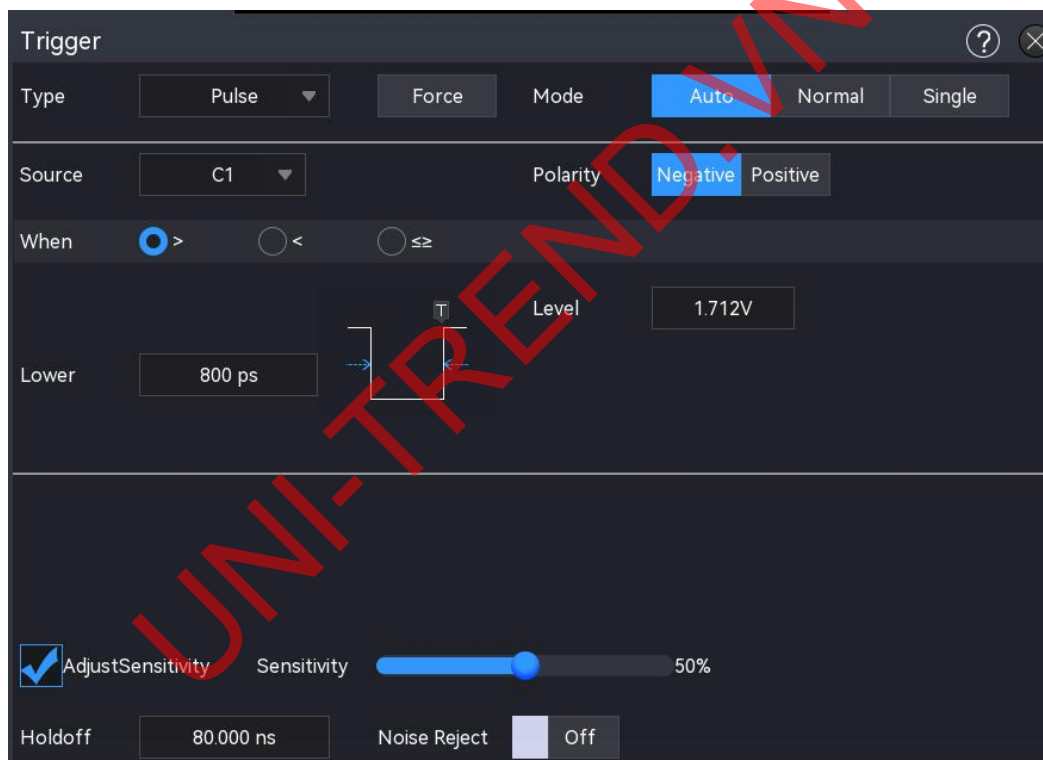 Trigger ?
Type Pulse Force Mode Auto Normal Single
Source C1 Polarity Negative Positive
When > < ≤≥
T
Level 1.712V
Lower 800 ps
AdjustSensitivity Sensitivity 50%
Holdoff 80.000 ns Noise Reject Off
UNI-TREND.VN